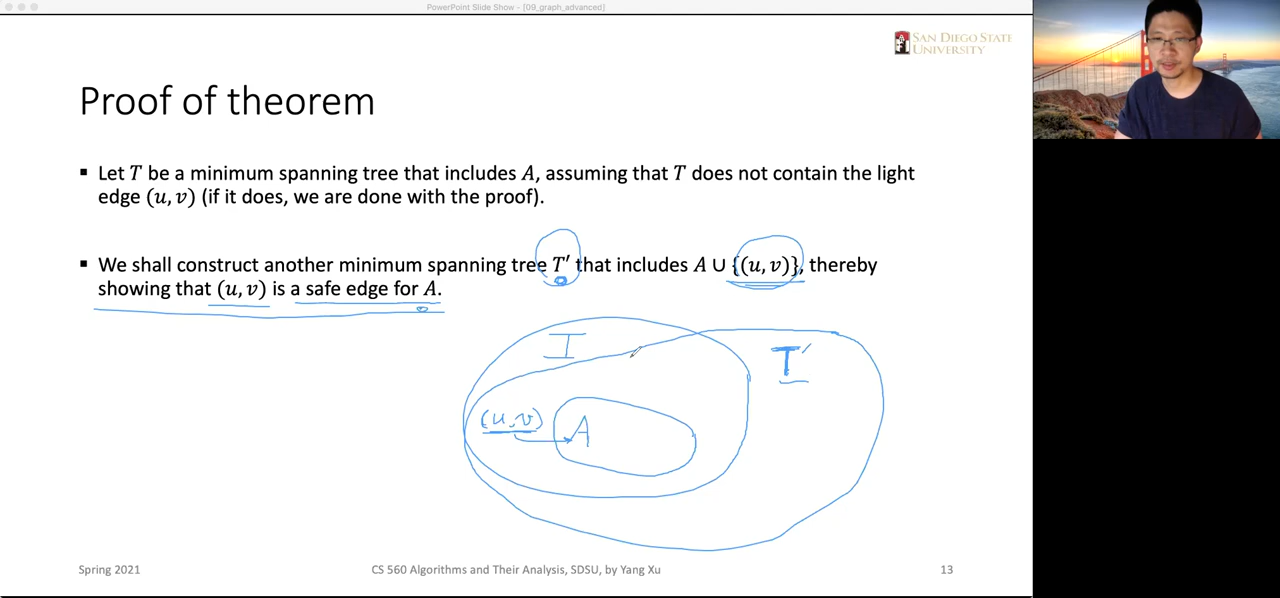 PowerPoint Slide Show - [09_graph_advanced]
SAN DIEGO STATE
UNIVERSITY
Proof of theorem
▪ Let T be a minimum spanning tree that includes A, assuming that T does not contain the light
edge (u, v) (if it does, we are done with the proof).
▪ We shall construct another minimum spanning tree T′ that includes A ∪ {(u, v)}, thereby
showing that (u, v) is a safe edge for A.
I
T′
(u, v)
A
Spring 2021
CS 560 Algorithms and Their Analysis, SDSU, by Yang Xu
13